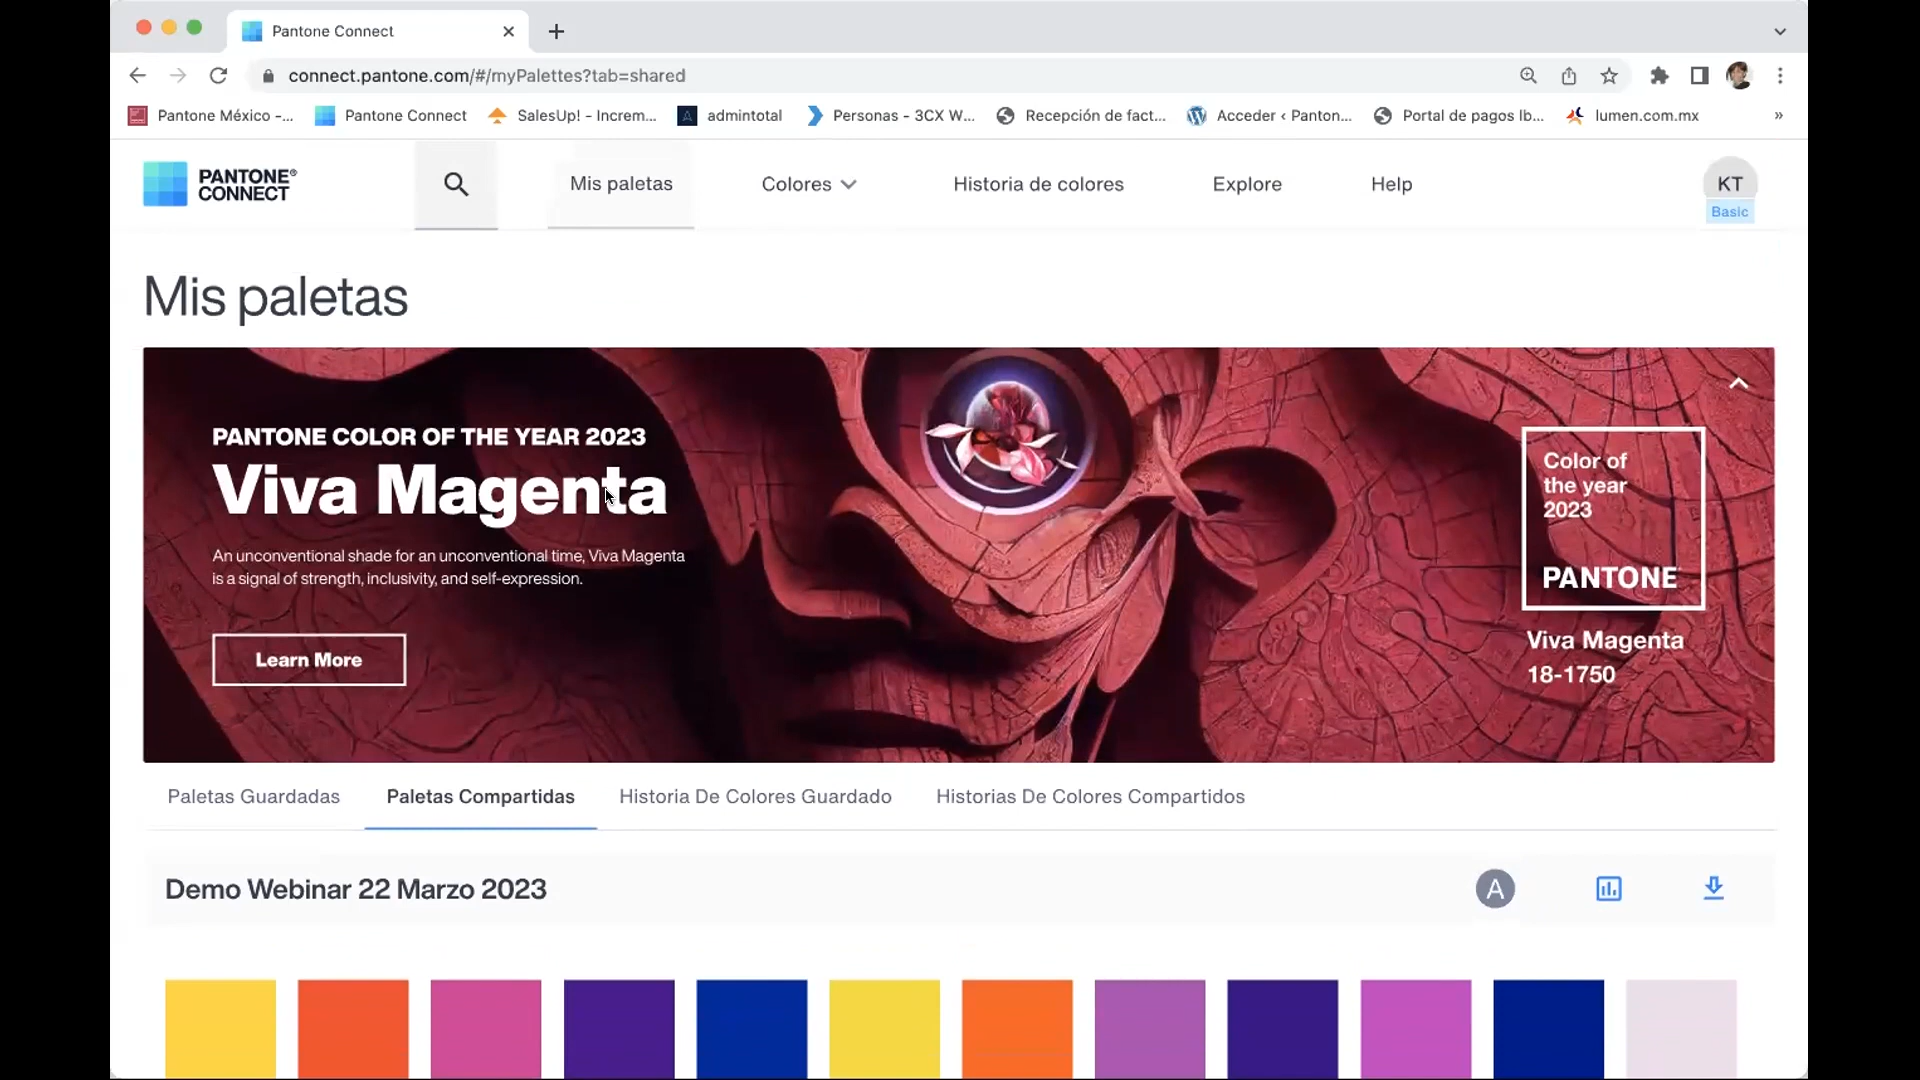 Pantone Connect
connect.pantone.com/#/myPalettes?tab=shared
Pantone México -...
Pantone Connect
SalesUp! - Increm...
admintotal
Personas - 3CX W...
Recepción de fact...
Acceder ‹ Panton...
Portal de pagos Ib...
lumen.com.mx
»
PANTONE®
CONNECT
Mis paletas
Colores
Historia de colores
Explore
Help
KT
Basic
Mis paletas
PANTONE COLOR OF THE YEAR 2023
Viva Magenta
An unconventional shade for an unconventional time, Viva Magenta
is a signal of strength, inclusivity, and self-expression.
Learn More
Color of
the year
2023
PANTONE
Viva Magenta
18-1750
Paletas Guardadas
Paletas Compartidas
Historia De Colores Guardado
Historias De Colores Compartidos
Demo Webinar 22 Marzo 2023
A